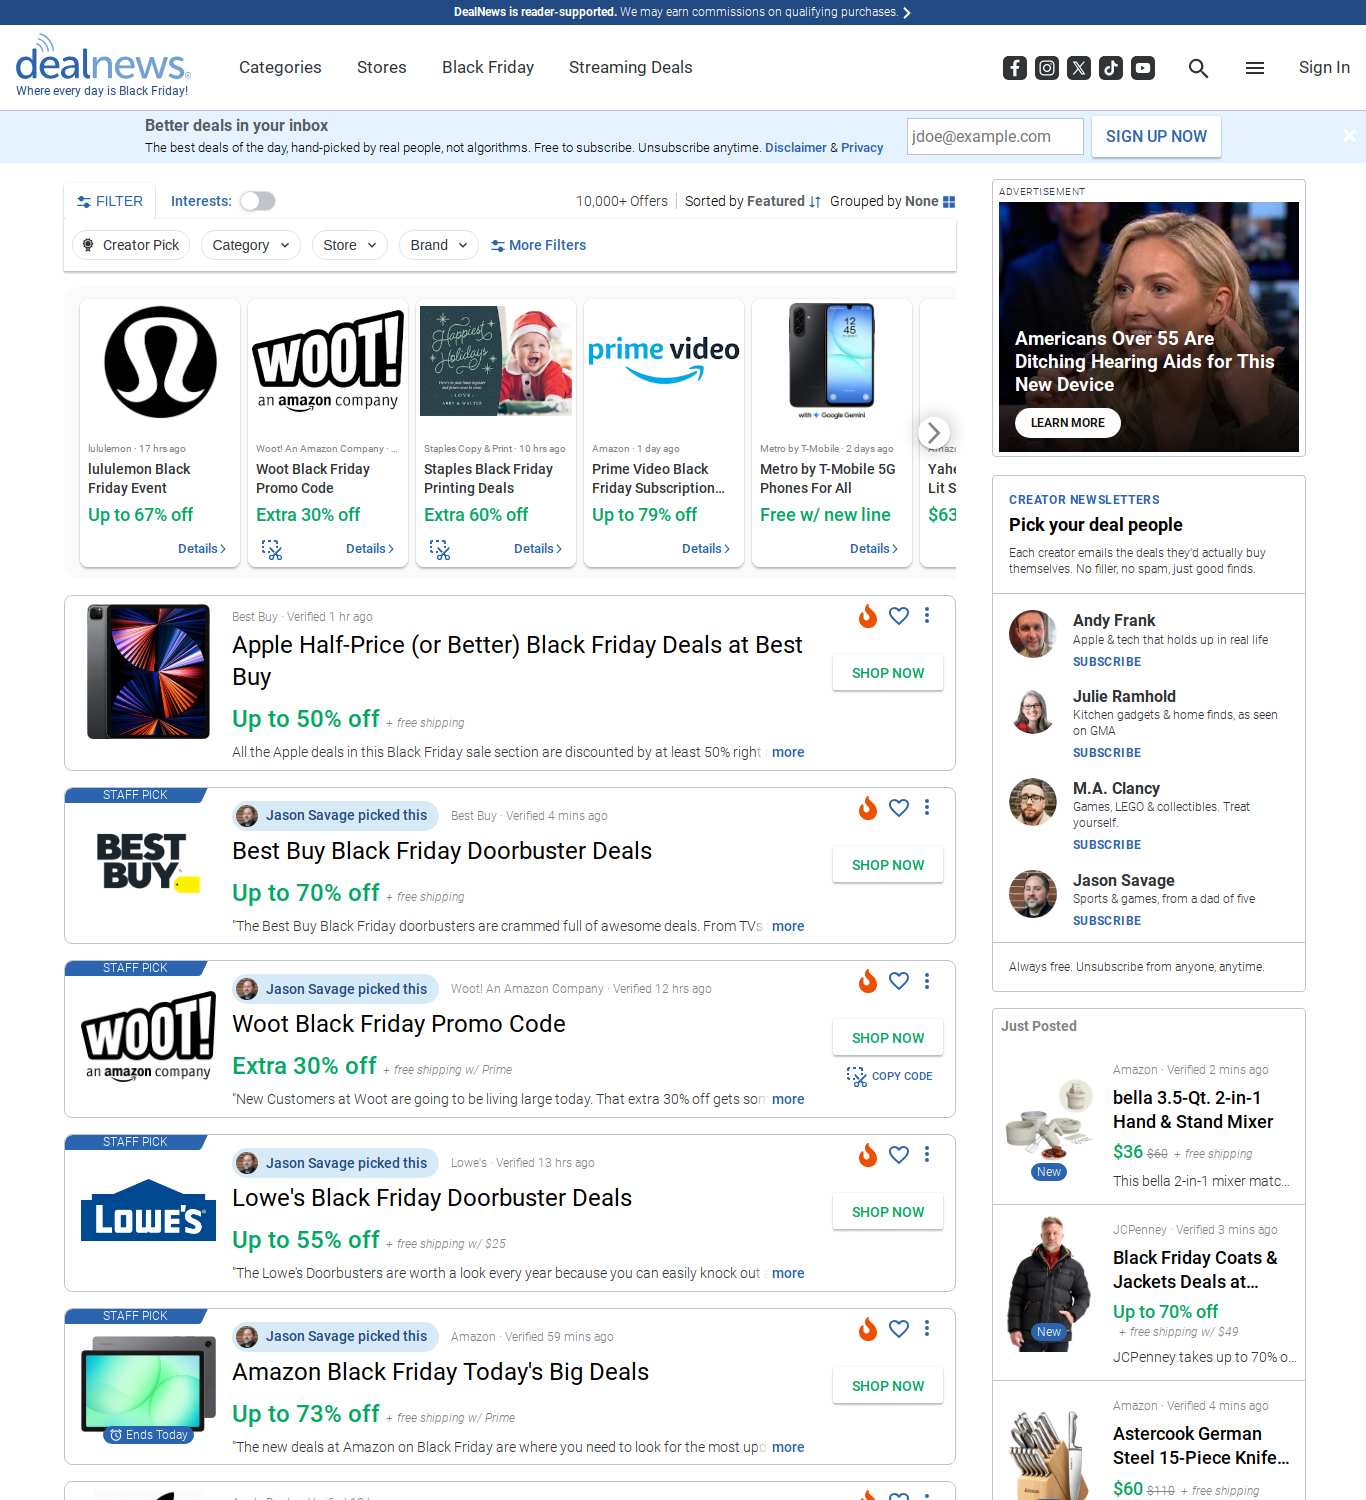 DealNews is reader-supported. We may earn commissions on qualifying purchases.
dealnews
Where every day is Black Friday!
Categories
Stores
Black Friday
Streaming Deals
Sign In
Better deals in your inbox
The best deals of the day, hand-picked by real people, not algorithms. Free to subscribe. Unsubscribe anytime. Disclaimer & Privacy
jdoe@example.com
SIGN UP NOW
FILTER
Interests:
10,000+ Offers
Sorted by Featured
Grouped by None
Creator Pick
Category
Store
Brand
More Filters
lululemon · 17 hrs ago
lululemon Black
Friday Event
Up to 67% off
Details
WOOT!
an amazon company
Woot! An Amazon Company · ...
Woot Black Friday
Promo Code
Extra 30% off
Details
Happiest
Holidays
Staples Copy & Print · 10 hrs ago
Staples Black Friday
Printing Deals
Extra 60% off
Details
prime video
Amazon · 1 day ago
Prime Video Black
Friday Subscription...
Up to 79% off
Details
12
45
with Google Gemini
Metro by T-Mobile · 2 days ago
Metro by T-Mobile 5G
Phones For All
Free w/ new line
Details
Yahe
Lit S
$63
Best Buy · Verified 1 hr ago
Apple Half-Price (or Better) Black Friday Deals at Best
Buy
Up to 50% off + free shipping
All the Apple deals in this Black Friday sale section are discounted by at least 50% right
more
SHOP NOW
STAFF PICK
BEST
BUY
Jason Savage picked this
Best Buy · Verified 4 mins ago
Best Buy Black Friday Doorbuster Deals
Up to 70% off + free shipping
"The Best Buy Black Friday doorbusters are crammed full of awesome deals. From TVs
more
SHOP NOW
STAFF PICK
WOOT!
an amazon company
Jason Savage picked this
Woot! An Amazon Company · Verified 12 hrs ago
Woot Black Friday Promo Code
Extra 30% off + free shipping w/ Prime
"New Customers at Woot are going to be living large today. That extra 30% off gets som
more
SHOP NOW
COPY CODE
STAFF PICK
LOWE'S
Jason Savage picked this
Lowe's · Verified 13 hrs ago
Lowe's Black Friday Doorbuster Deals
Up to 55% off + free shipping w/ $25
"The Lowe's Doorbusters are worth a look every year because you can easily knock out
more
SHOP NOW
STAFF PICK
Ends Today
Jason Savage picked this
Amazon · Verified 59 mins ago
Amazon Black Friday Today's Big Deals
Up to 73% off + free shipping w/ Prime
"The new deals at Amazon on Black Friday are where you need to look for the most upd
more
SHOP NOW
ADVERTISEMENT
Americans Over 55 Are
Ditching Hearing Aids for This
New Device
LEARN MORE
CREATOR NEWSLETTERS
Pick your deal people
Each creator emails the deals they'd actually buy
themselves. No filler, no spam, just good finds.
Andy Frank
Apple & tech that holds up in real life
SUBSCRIBE
Julie Ramhold
Kitchen gadgets & home finds, as seen
on GMA
SUBSCRIBE
M.A. Clancy
Games, LEGO & collectibles. Treat
yourself.
SUBSCRIBE
Jason Savage
Sports & games, from a dad of five
SUBSCRIBE
Always free. Unsubscribe from anyone, anytime.
Just Posted
Amazon · Verified 2 mins ago
bella 3.5-Qt. 2-in-1
Hand & Stand Mixer
$36 $60 + free shipping
This bella 2-in-1 mixer matc...
New
JCPenney · Verified 3 mins ago
Black Friday Coats &
Jackets Deals at...
Up to 70% off
+ free shipping w/ $49
JCPenney takes up to 70% o...
New
Amazon · Verified 4 mins ago
Astercook German
Steel 15-Piece Knife...
$60 $110 + free shipping